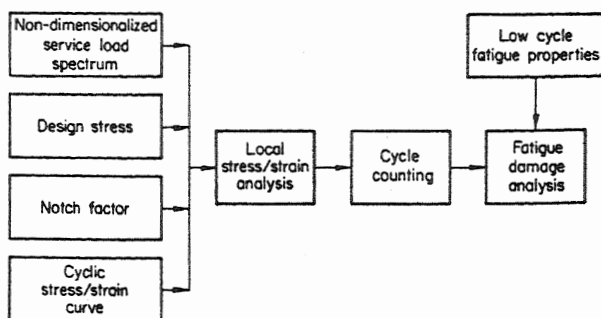 Non-dimensionalized
service load
spectrum
Design stress
Notch factor
Cyclic
stress/strain
curve
Local
stress/strain
analysis
Cycle
counting
Low cycle
fatigue properties
Fatigue
damage
analysis